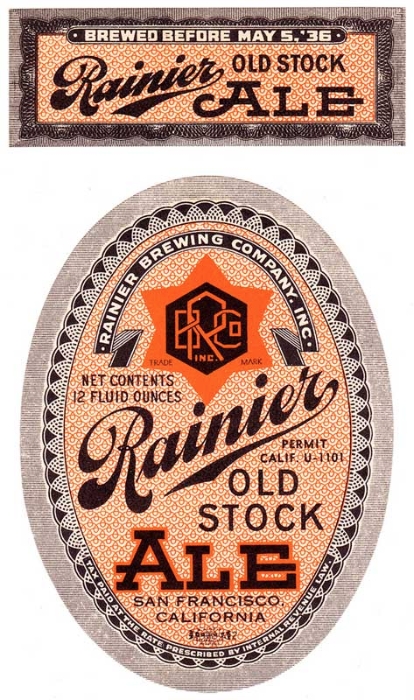 · BREWED BEFORE MAY 5, '36 ·
Rainier OLD STOCK
ALE
· RAINIER BREWING COMPANY, INC. ·
RBCo
INC.
TRADE MARK
NET CONTENTS
12 FLUID OUNCES
Rainier
PERMIT
CALIF. U-1101
OLD
STOCK
ALE
SAN FRANCISCO,
CALIFORNIA
TAX PAID AT THE RATE PRESCRIBED BY INTERNAL REVENUE LAW.